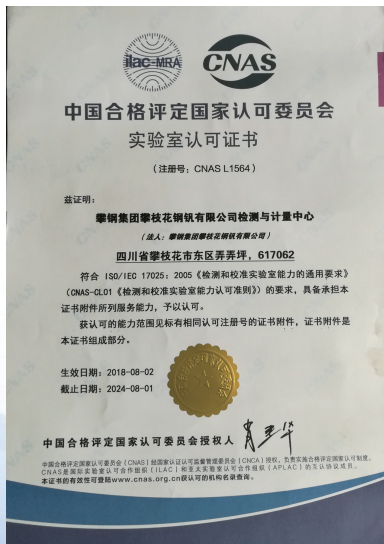 ilac-MRA
CNAS
中国合格评定国家认可委员会
实验室认可证书
（注册号：CNAS L1564）
兹证明：
攀钢集团攀枝花钢钒有限公司检测与计量中心
（法人：攀钢集团攀枝花钢钒有限公司）
四川省攀枝花市东区弄弄坪，617062
符合 ISO/IEC 17025：2005《检测和校准实验室能力的通用要求》
（CNAS-CL01《检测和校准实验室能力认可准则》）的要求，具备承担本
证书附件所列服务能力，予以认可。
获认可的能力范围见标有相同认可注册号的证书附件，证书附件是
本证书组成部分。
生效日期：2018-08-02
截止日期：2024-08-01
中国合格评定国家认可委员会授权人
中国合格评定国家认可委员会（CNAS）经国家认证认可监督管理委员会（CNCA）授权，负责实施合格评定国家认可制度。
CNAS是国际实验室认可合作组织（ILAC）和亚太实验室认可合作组织（APLAC）的互认协议成员。
本证书的有效性可登陆www.cnas.org.cn获认可的机构名录查询。